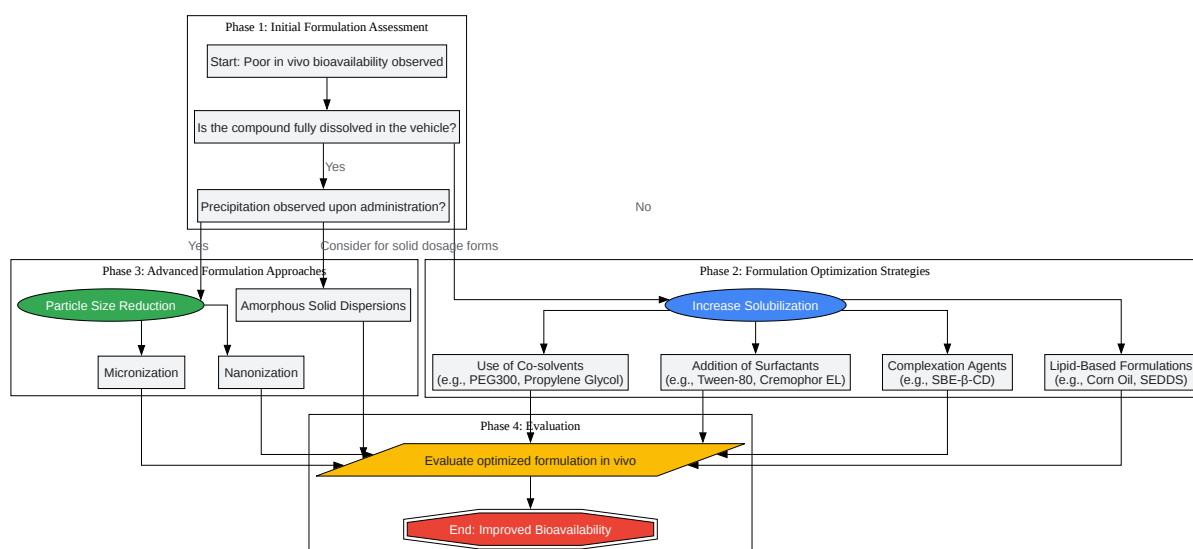 Phase 1: Initial Formulation Assessment
Start: Poor in vivo bioavailability observed
Is the compound fully dissolved in the vehicle?
Yes
Precipitation observed upon administration?
No
Yes
Consider for solid dosage forms
Phase 3: Advanced Formulation Approaches
Phase 2: Formulation Optimization Strategies
Particle Size Reduction
Amorphous Solid Dispersions
Increase Solubilization
Micronization
Nanonization
Use of Co-solvents
(e.g., PEG300, Propylene Glycol)
Addition of Surfactants
(e.g., Tween-80, Cremophor EL)
Complexation Agents
(e.g., SBE-β-CD)
Lipid-Based Formulations
(e.g., Corn Oil, SEDDS)
Phase 4: Evaluation
Evaluate optimized formulation in vivo
End: Improved Bioavailability